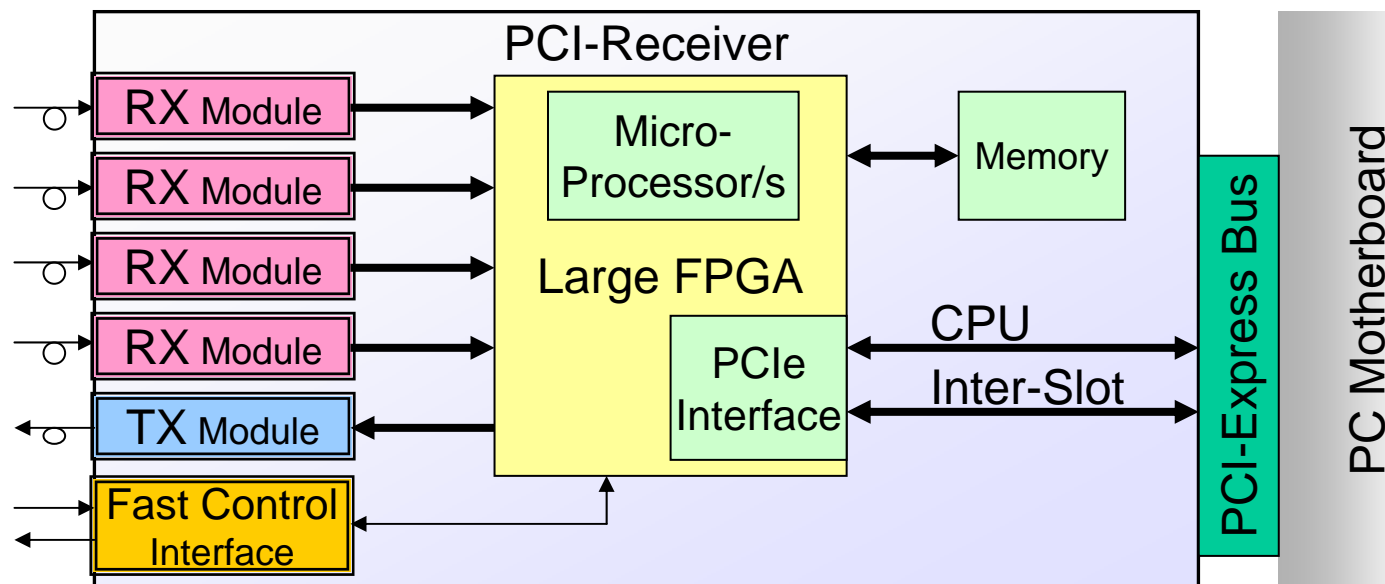 PCI-Receiver
RX Module
RX Module
RX Module
RX Module
TX Module
Fast Control
Interface
Micro-
Processor/s
Large FPGA
PCIe
Interface
Memory
CPU
Inter-Slot
PCI-Express Bus
PC Motherboard